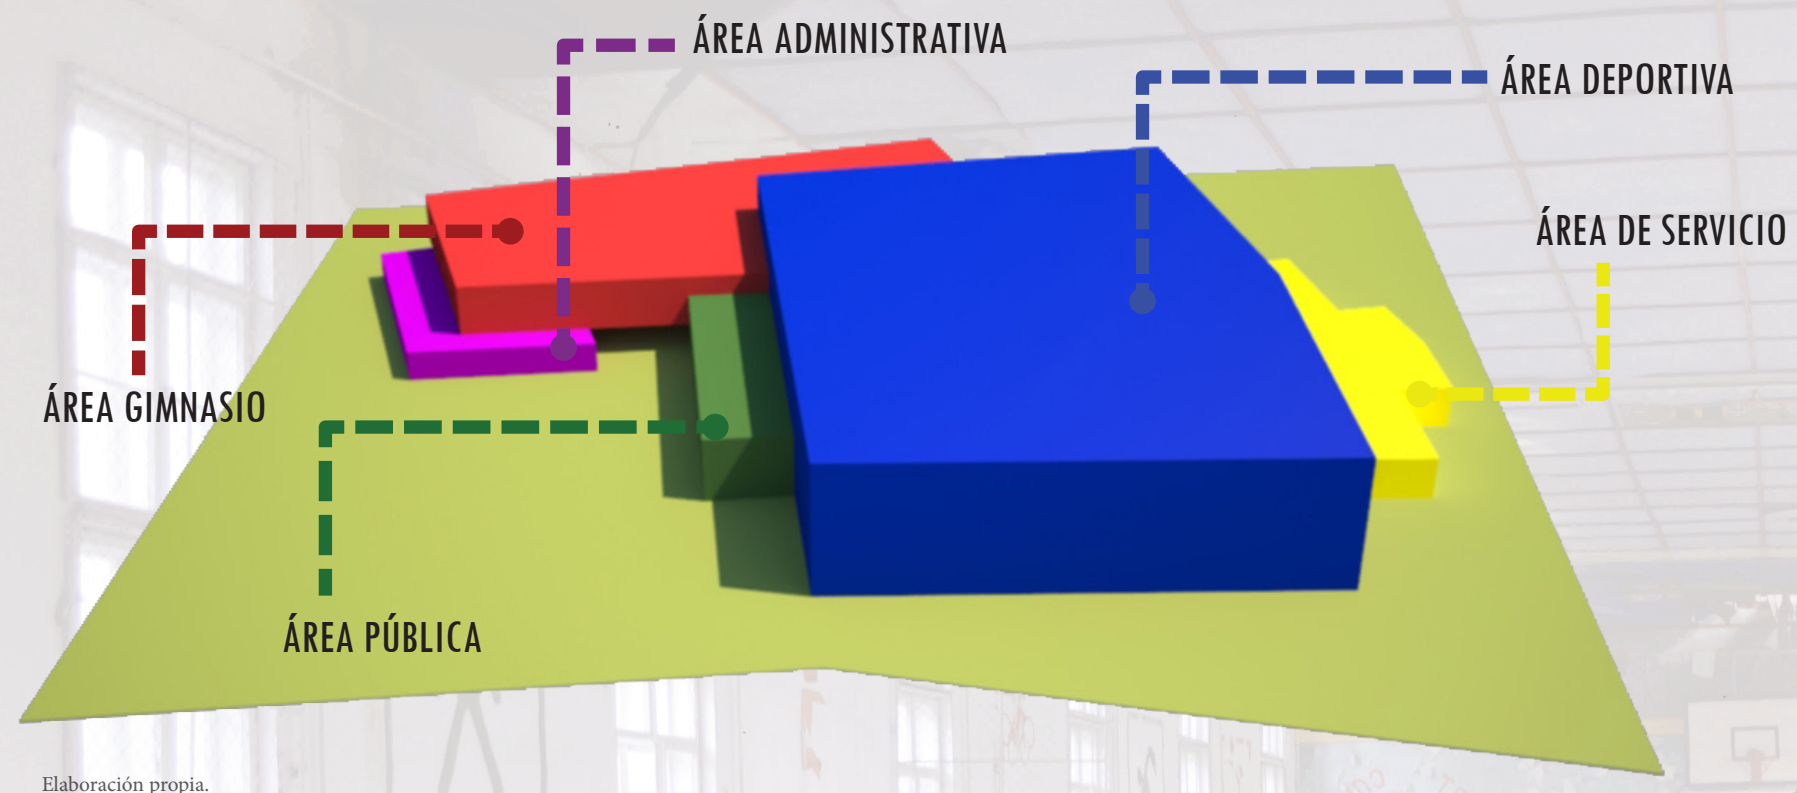 ÁREA ADMINISTRATIVA
ÁREA DEPORTIVA
ÁREA DE SERVICIO
ÁREA GIMNASIO
ÁREA PÚBLICA
Elaboración propia.